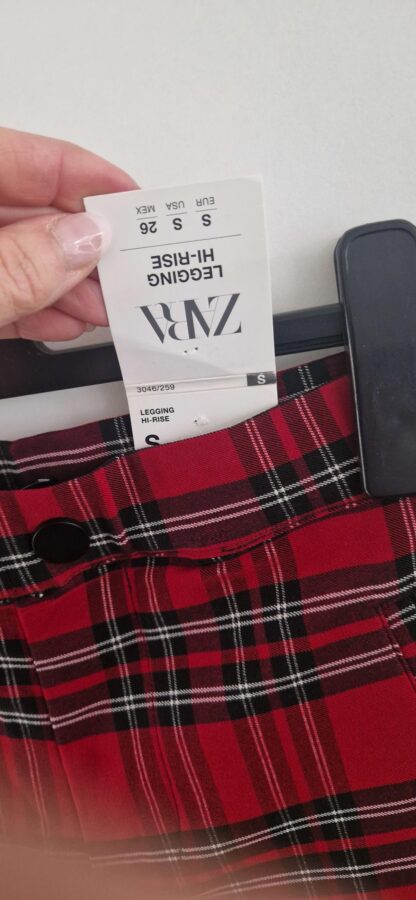 EUR USA MEX
S S 26
LEGGING
HI-RISE
ZARA
3046/259 S
LEGGING
HI-RISE
S